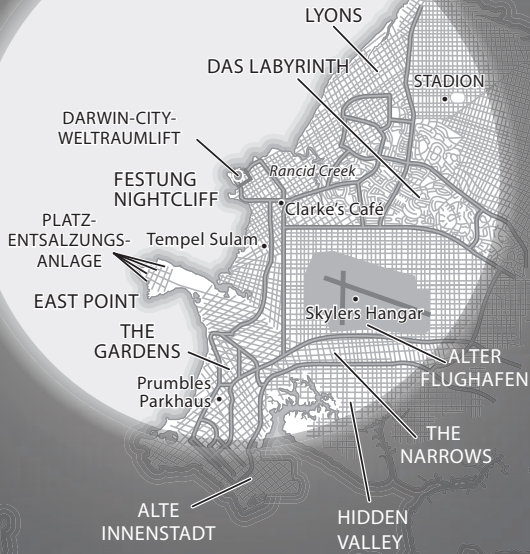 LYONS
DAS LABYRINTH
STADION
DARWIN-CITY-
WELTRAUMLIFT
Rancid Creek
FESTUNG
NIGHTCLIFF
Clarke's Café
PLATZ-
ENTSALZUNGS-
ANLAGE
Tempel Sulam
EAST POINT
Skylers Hangar
THE
GARDENS
ALTER
FLUGHAFEN
Prumbles
Parkhaus
THE
NARROWS
ALTE
INNENSTADT
HIDDEN
VALLEY